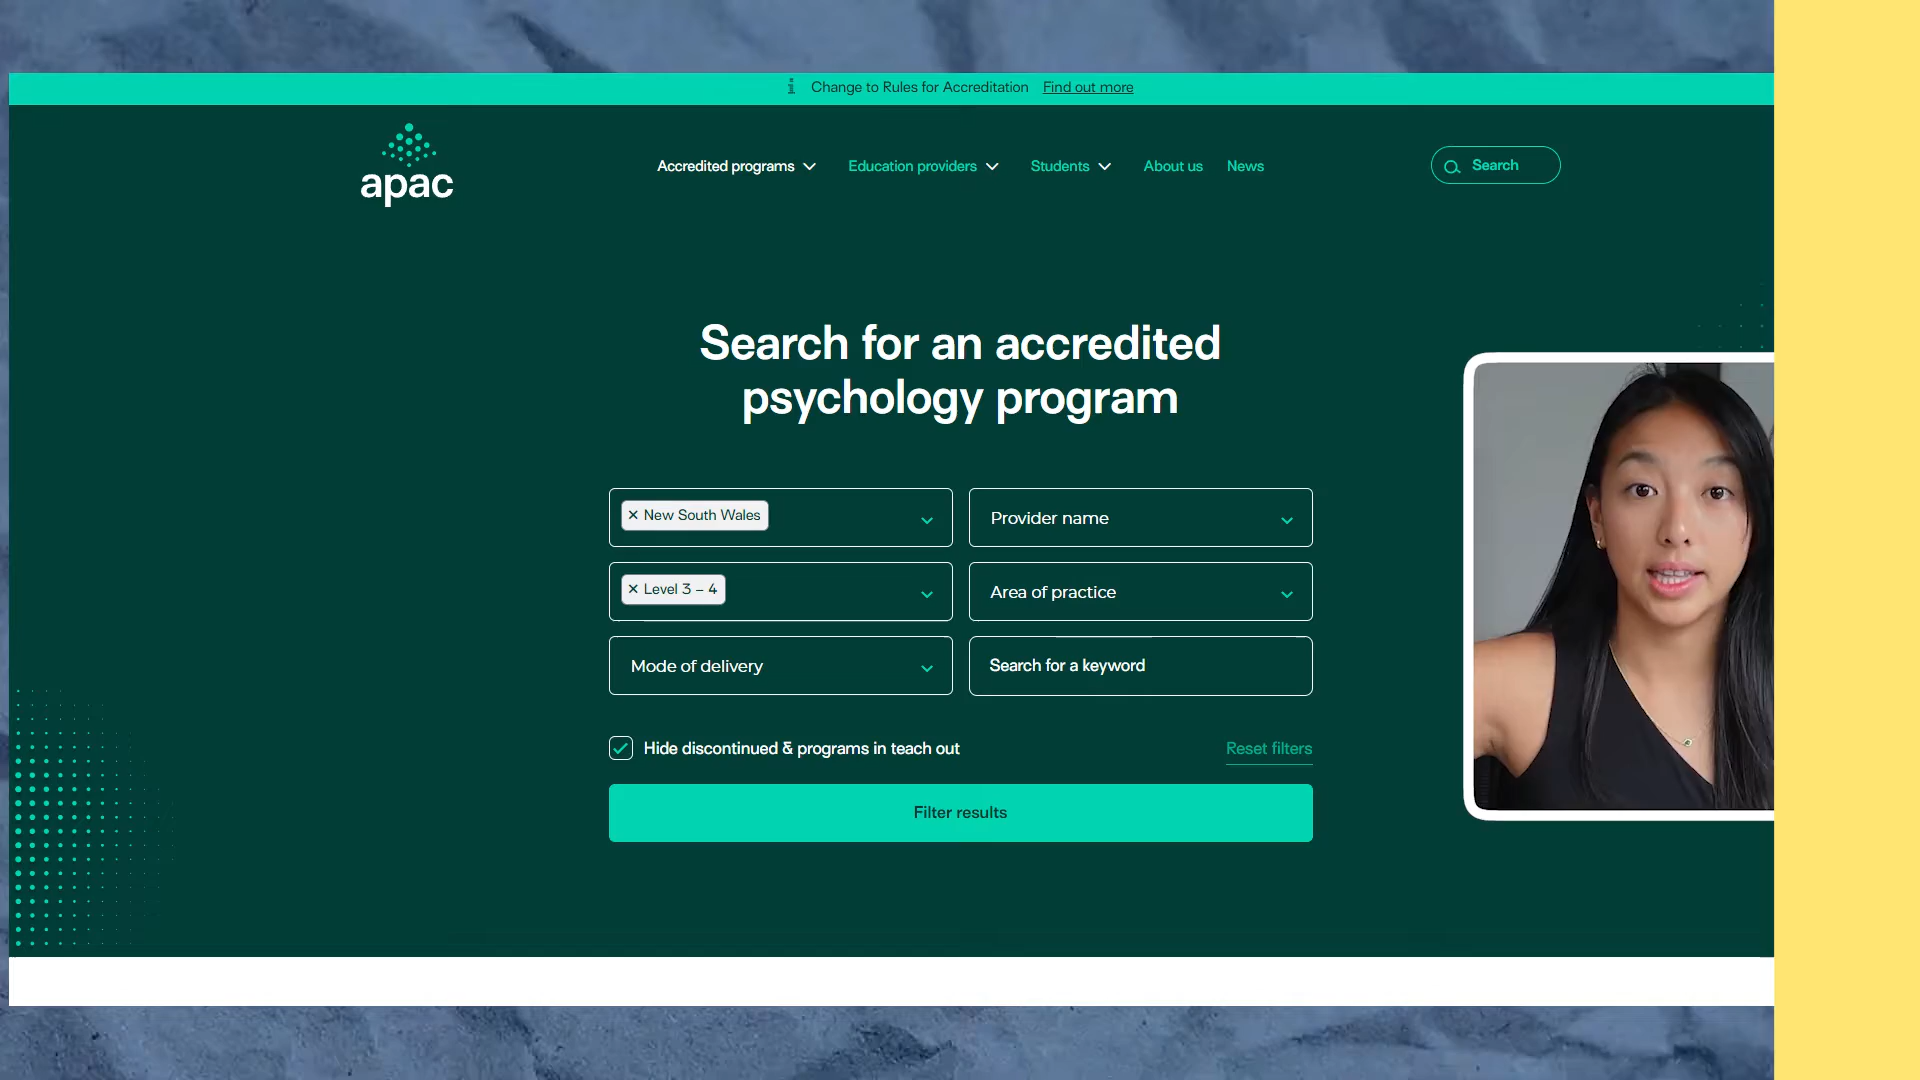 Change to Rules for Accreditation Find out more
apac
Accredited programs Education providers Students About us News
Search
Search for an accredited
psychology program
× New South Wales
Provider name
× Level 3 – 4
Area of practice
Mode of delivery
Search for a keyword
Hide discontinued & programs in teach out
Reset filters
Filter results